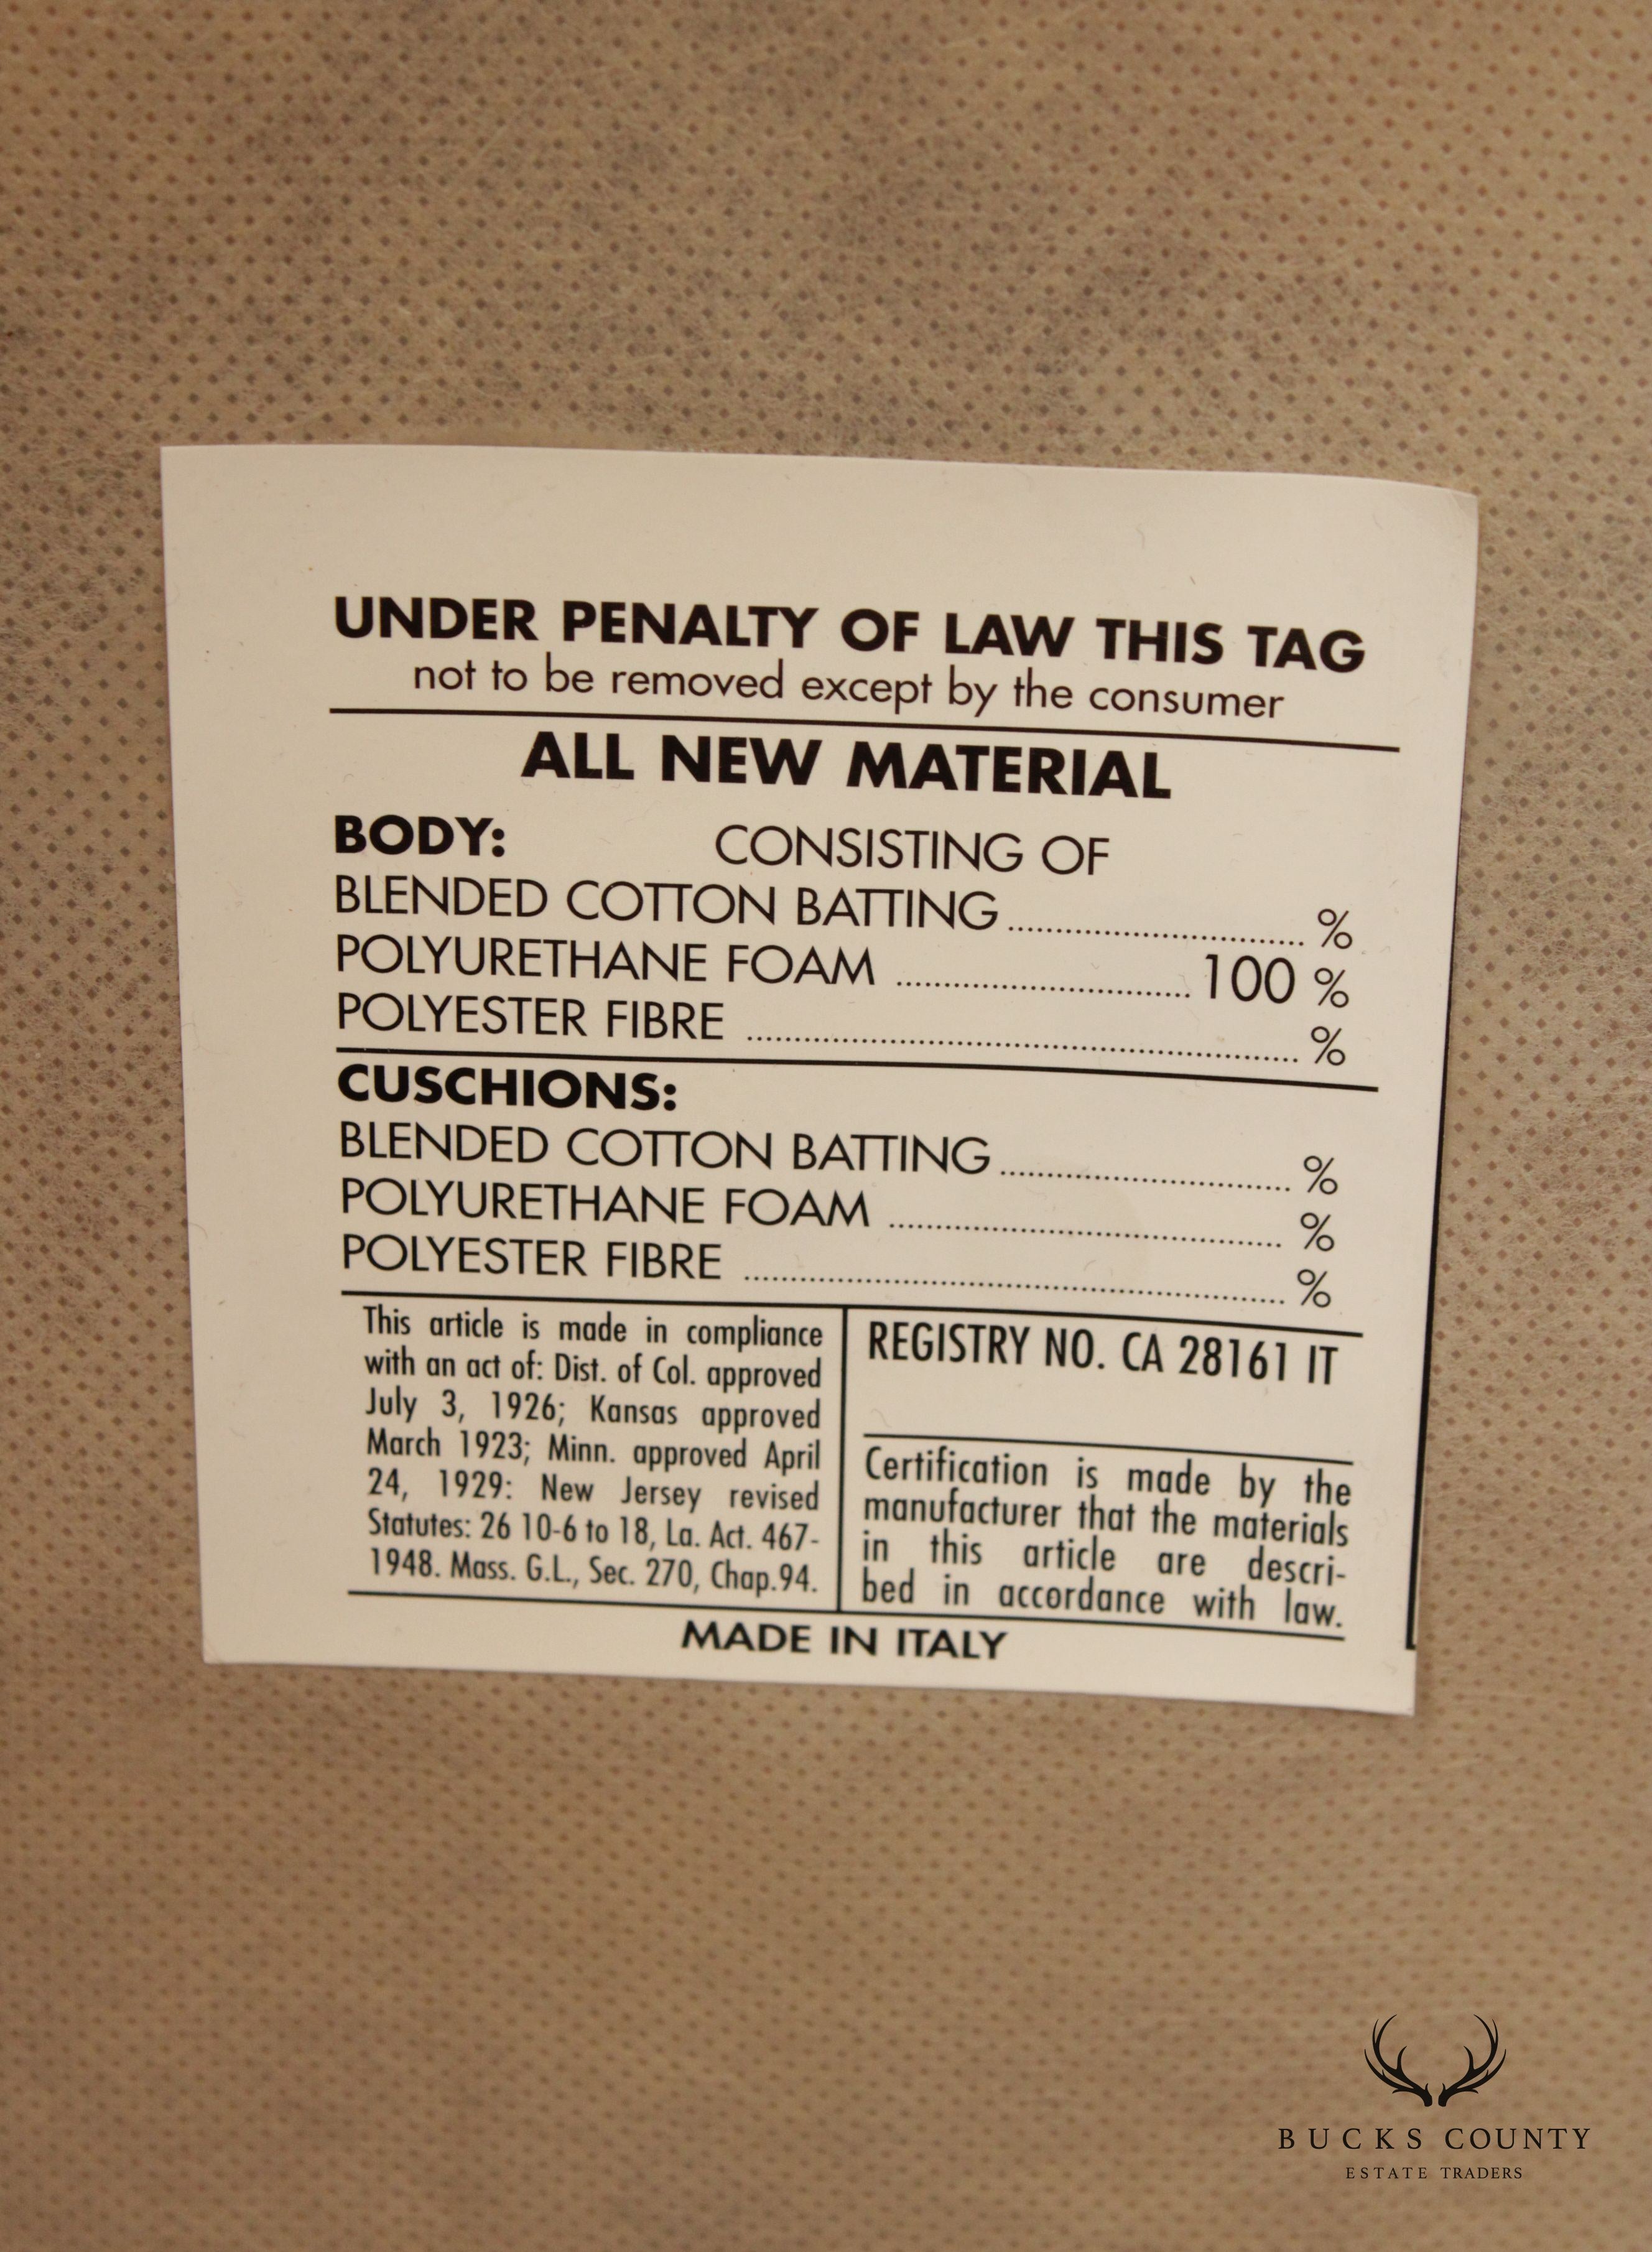 UNDER PENALTY OF LAW THIS TAG
not to be removed except by the consumer
ALL NEW MATERIAL
BODY: CONSISTING OF
BLENDED COTTON BATTING.............................. %
POLYURETHANE FOAM ..............................100 %
POLYESTER FIBRE ........................................................ %
CUSCHIONS:
BLENDED COTTON BATTING.............................. %
POLYURETHANE FOAM ........................................ %
POLYESTER FIBRE ........................................................ %
This article is made in compliance
with an act of: Dist. of Col. approved
July 3, 1926; Kansas approved
March 1923; Minn. approved April
24, 1929: New Jersey revised
Statutes: 26 10-6 to 18, La. Act. 467-
1948. Mass. G.L., Sec. 270, Chap.94.
REGISTRY NO. CA 28161 IT
Certification is made by the
manufacturer that the materials
in this article are descri-
bed in accordance with law.
MADE IN ITALY
BUCKS COUNTY
ESTATE TRADERS